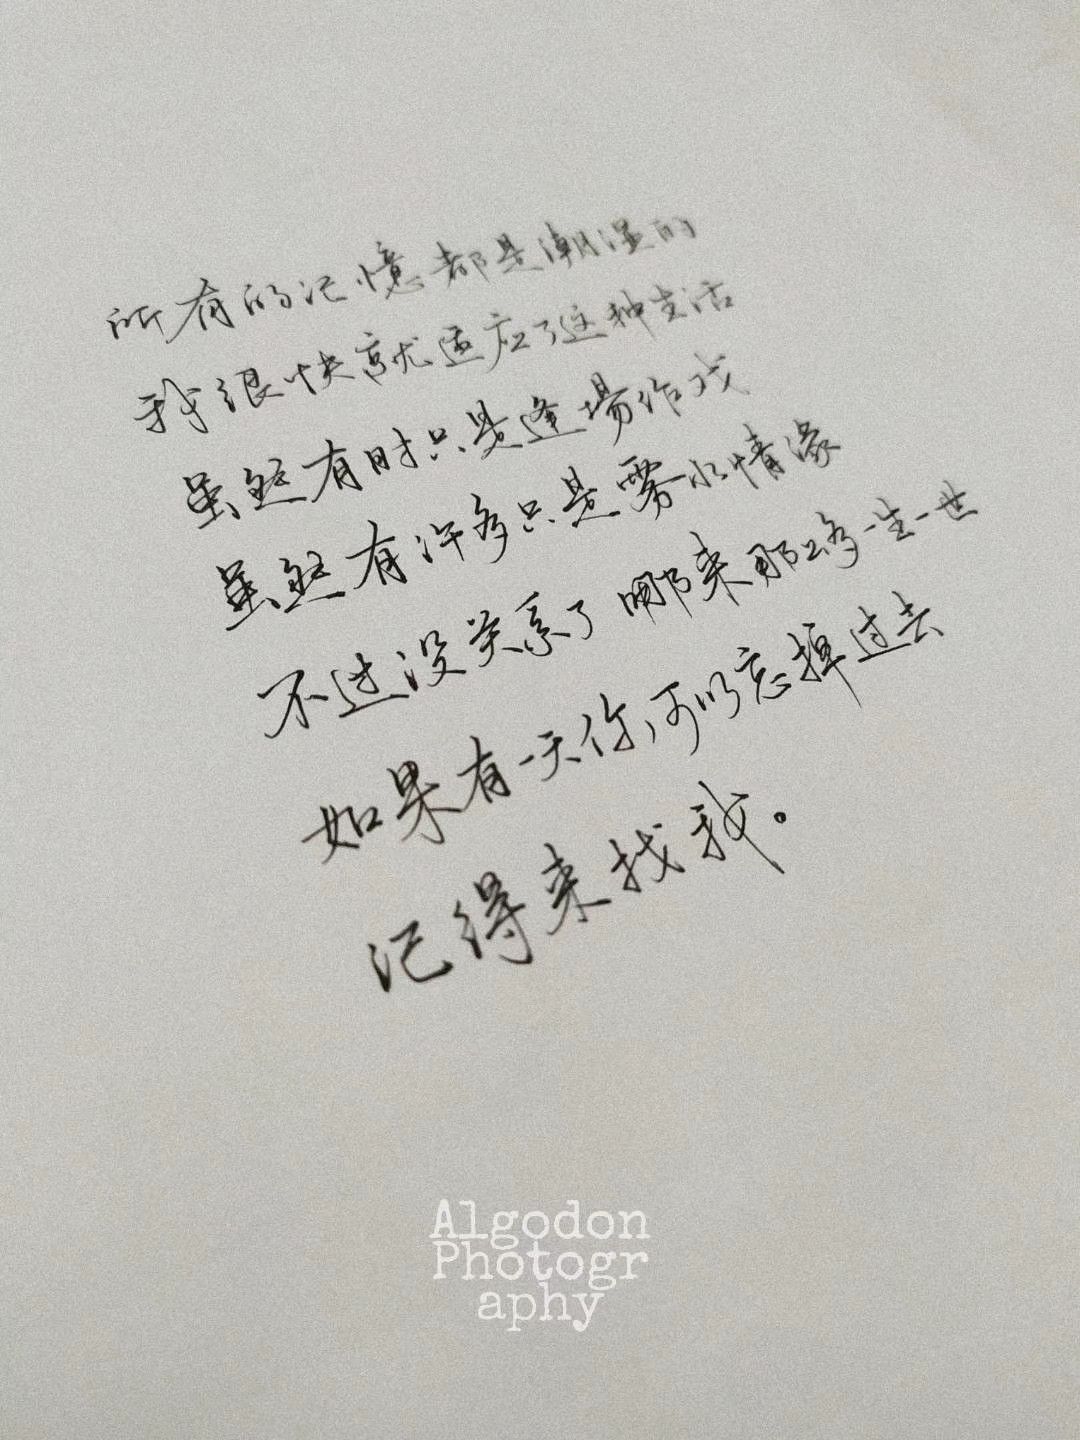 所有的记憶都是潮湿的
我很快就适应了这种生活
虽然有时只是逢場作戏
虽然有许多只是雾水情缘
不过没关系了 哪来那么多一生一世
如果有一天你可以忘掉过去
记得来找我。
Algodon
Photogr
aphy